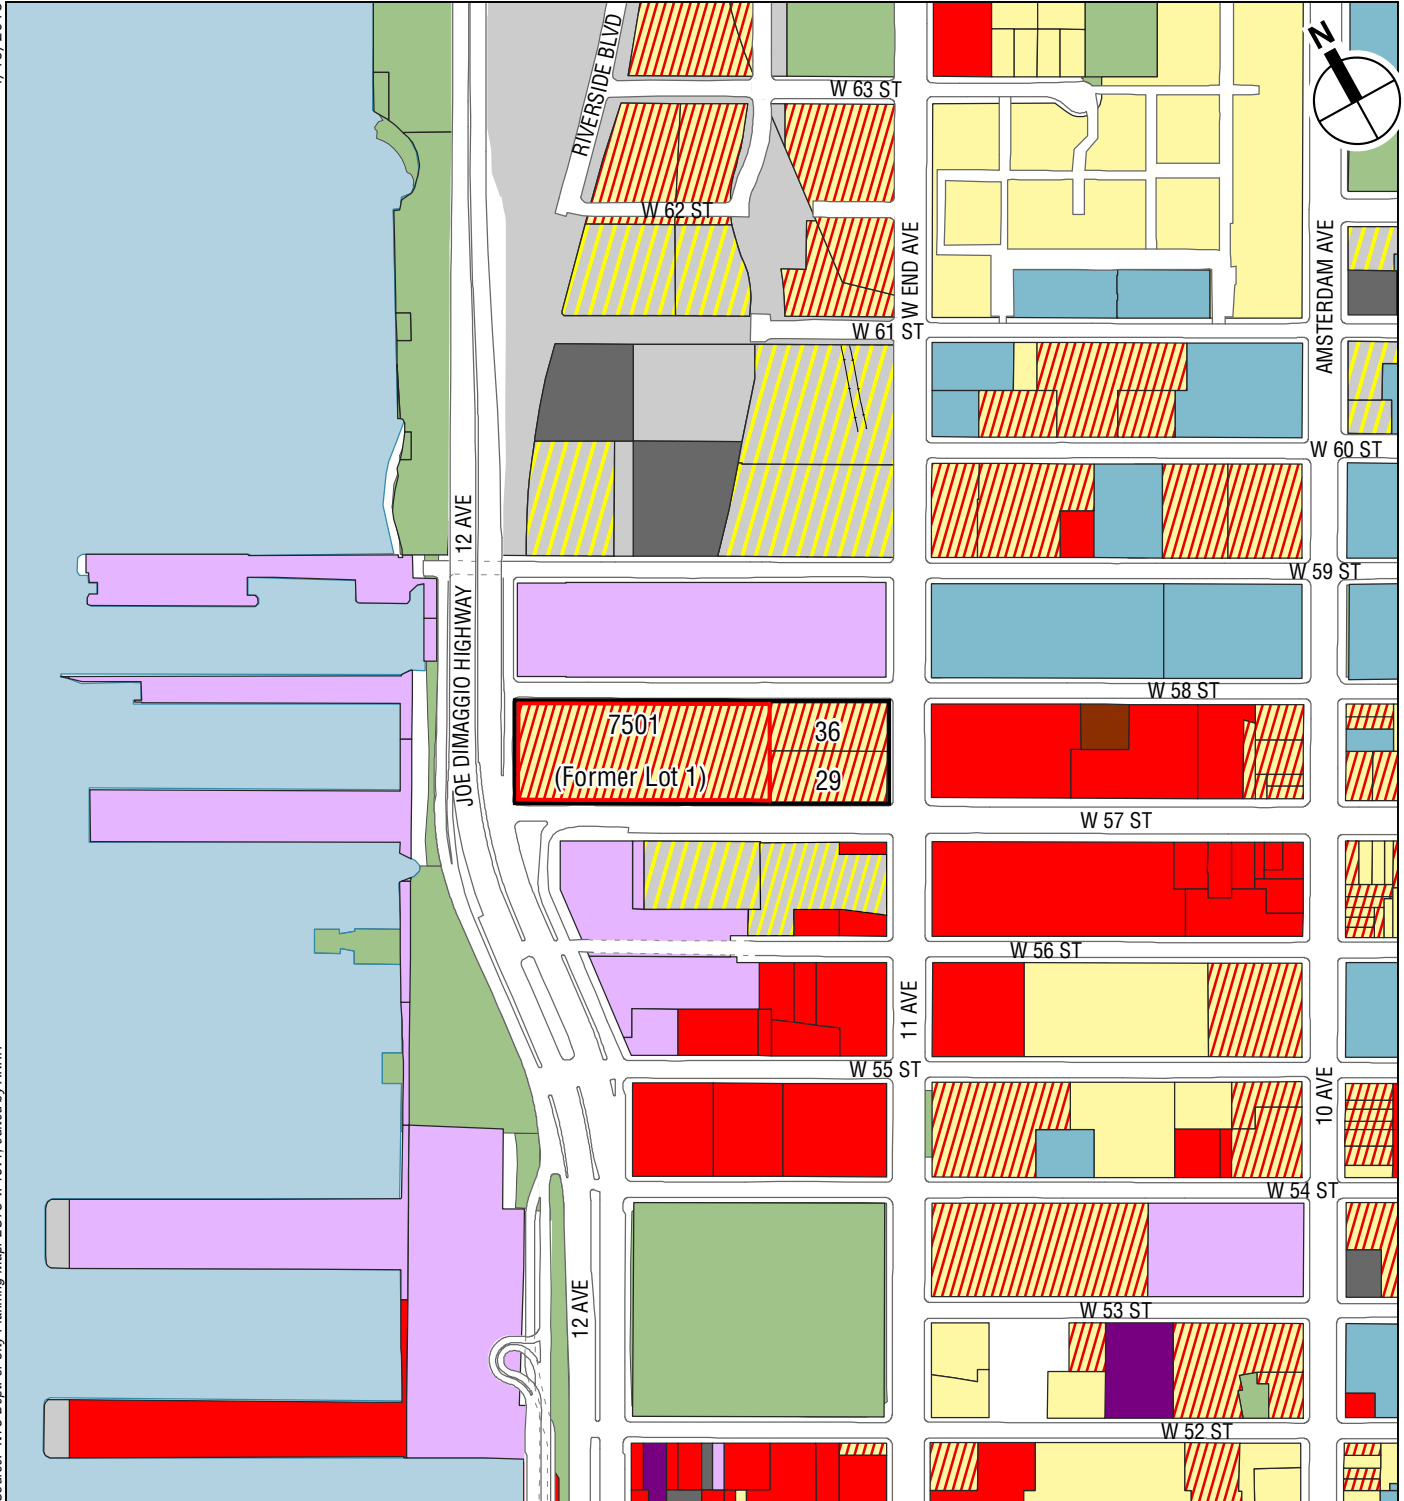 N
RIVERSIDE BLVD
W 63 ST
W 62 ST
W END AVE
AMSTERDAM AVE
W 61 ST
W 60 ST
12 AVE
W 59 ST
JOE DIMAGGIO HIGHWAY
W 58 ST
7501
36
(Former Lot 1)
29
W 57 ST
W 56 ST
11 AVE
W 55 ST
10 AVE
W 54 ST
12 AVE
W 53 ST
W 52 ST